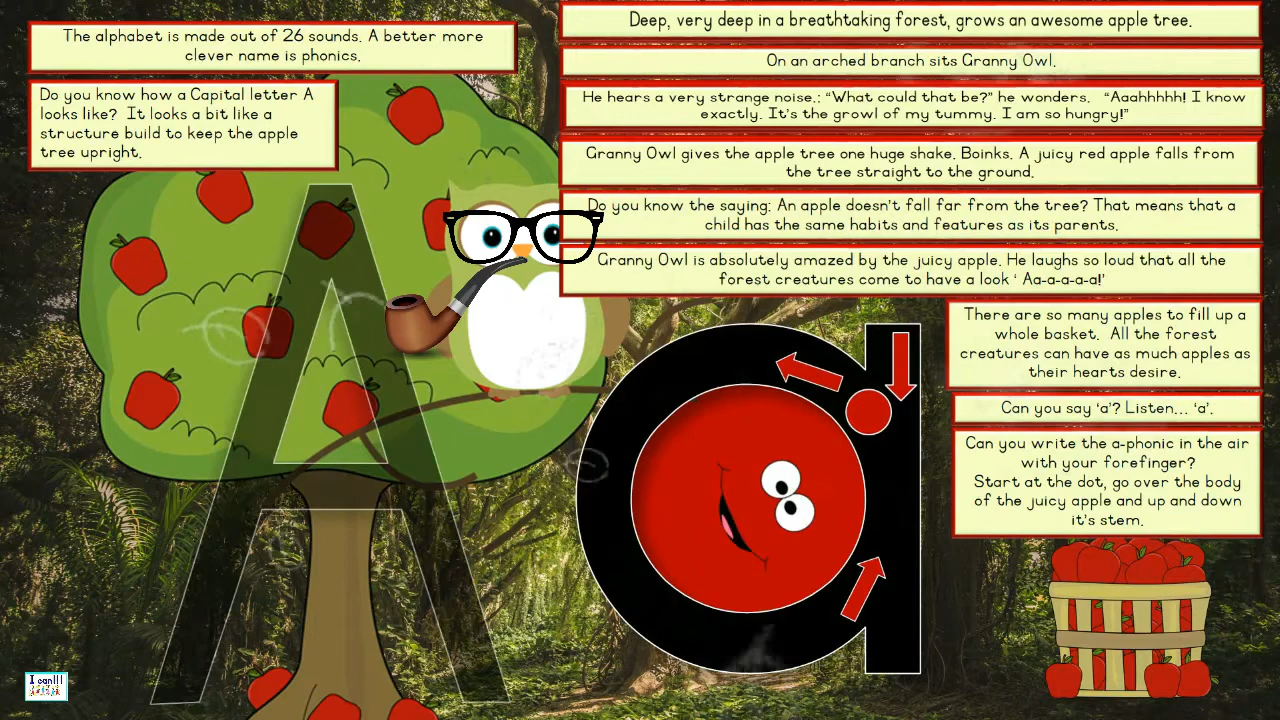 The alphabet is made out of 26 sounds. A better more
clever name is phonics.
Do you know how a Capital letter A
looks like? It looks a bit like a
structure build to keep the apple
tree upright.
Deep, very deep in a breathtaking forest, grows an awesome apple tree.
On an arched branch sits Granny Owl.
He hears a very strange noise.: “What could that be?” he wonders. “Aaahhhhh! I know
exactly. It’s the growl of my tummy. I am so hungry!”
Granny Owl gives the apple tree one huge shake. Boinks. A juicy red apple falls from
the tree straight to the ground.
Do you know the saying: An apple doesn’t fall far from the tree? That means that a
child has the same habits and features as its parents.
Granny Owl is absolutely amazed by the juicy apple. He laughs so loud that all the
forest creatures come to have a look ‘ Aa-a-a-a!’
There are so many apples to fill up a
whole basket. All the forest
creatures can have as much apples as
their hearts desire.
Can you say ‘a’? Listen... ‘a’.
Can you write the a-phonic in the air
with your forefinger?
Start at the dot, go over the body
of the juicy apple and up and down
it’s stem.
A
a
I can!!!